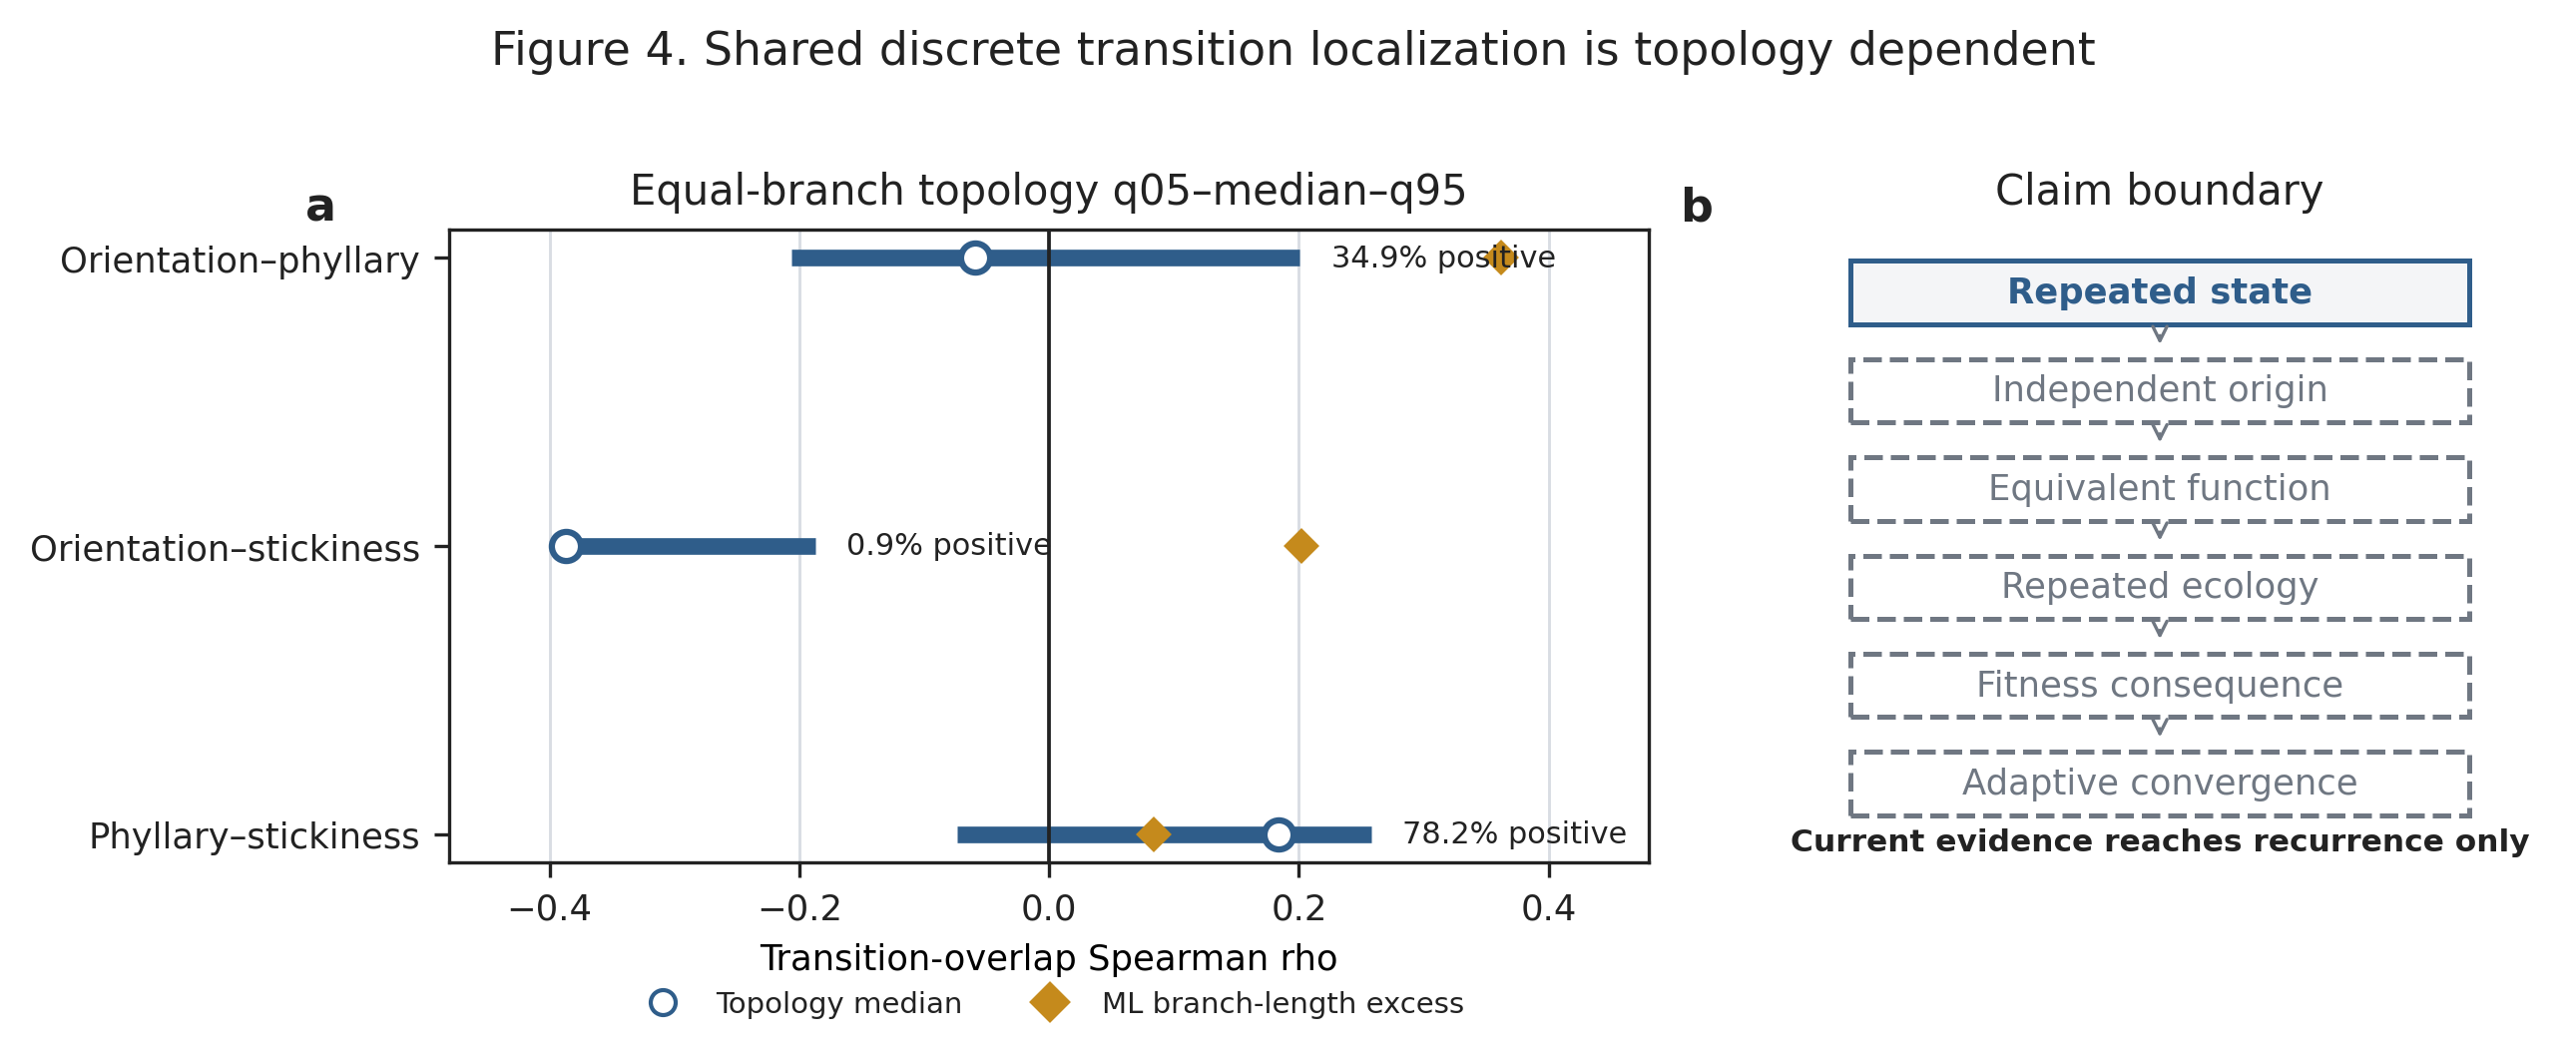 Figure 4. Shared discrete transition localization is topology dependent
a
Equal-branch topology q05–median–q95
Orientation–phyllary
34.9% positive
Orientation–stickiness
0.9% positive
Phyllary–stickiness
78.2% positive
−0.4
−0.2
0.0
0.2
0.4
Transition-overlap Spearman rho
Topology median
ML branch-length excess
b
Claim boundary
Repeated state
Independent origin
Equivalent function
Repeated ecology
Fitness consequence
Adaptive convergence
Current evidence reaches recurrence only